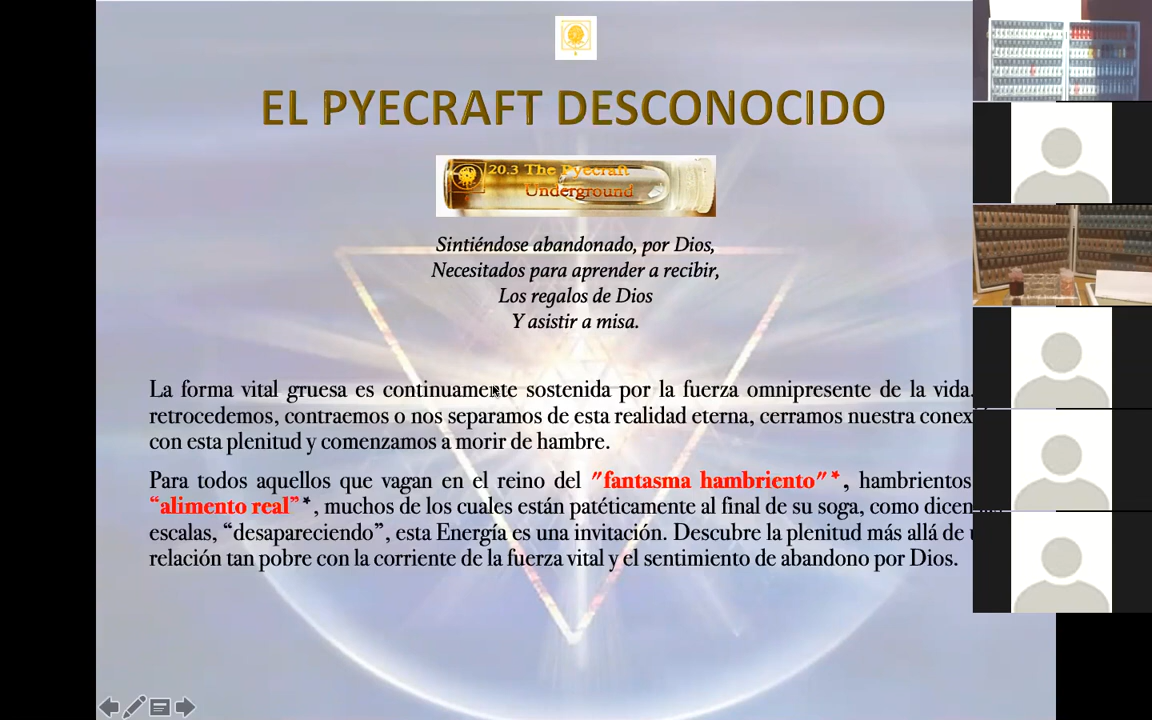 EL PYECRAFT DESCONOCIDO
20.3 The Pyecraft
Underground
Sintiéndose abandonado, por Dios,
Necesitados para aprender a recibir,
Los regalos de Dios
Y asistir a misa.
La forma vital gruesa es continuamente sostenida por la fuerza omnipresente de la vida.
retrocedemos, contraemos o nos separamos de esta realidad eterna, cerramos nuestra
con esta plenitud y comenzamos a morir de hambre.
Para todos aquellos que vagan en el reino del "fantasma hambriento"*, hambrientos
“alimento real”*, muchos de los cuales están patéticamente al final de su soga, como dicen
escalas, “desapareciendo”, esta Energía es una invitación. Descubre la plenitud más allá de
relación tan pobre con la corriente de la fuerza vital y el sentimiento de abandono por Dios.